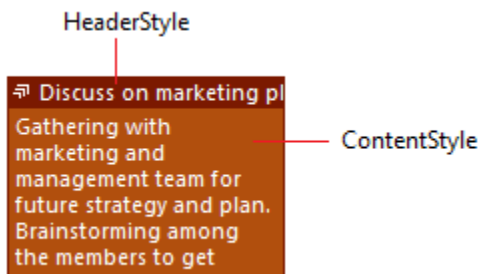 HeaderStyle
Discuss on marketing pl
Gathering with
marketing and
management team for
future strategy and plan.
Brainstorming among
the members to get
ContentStyle